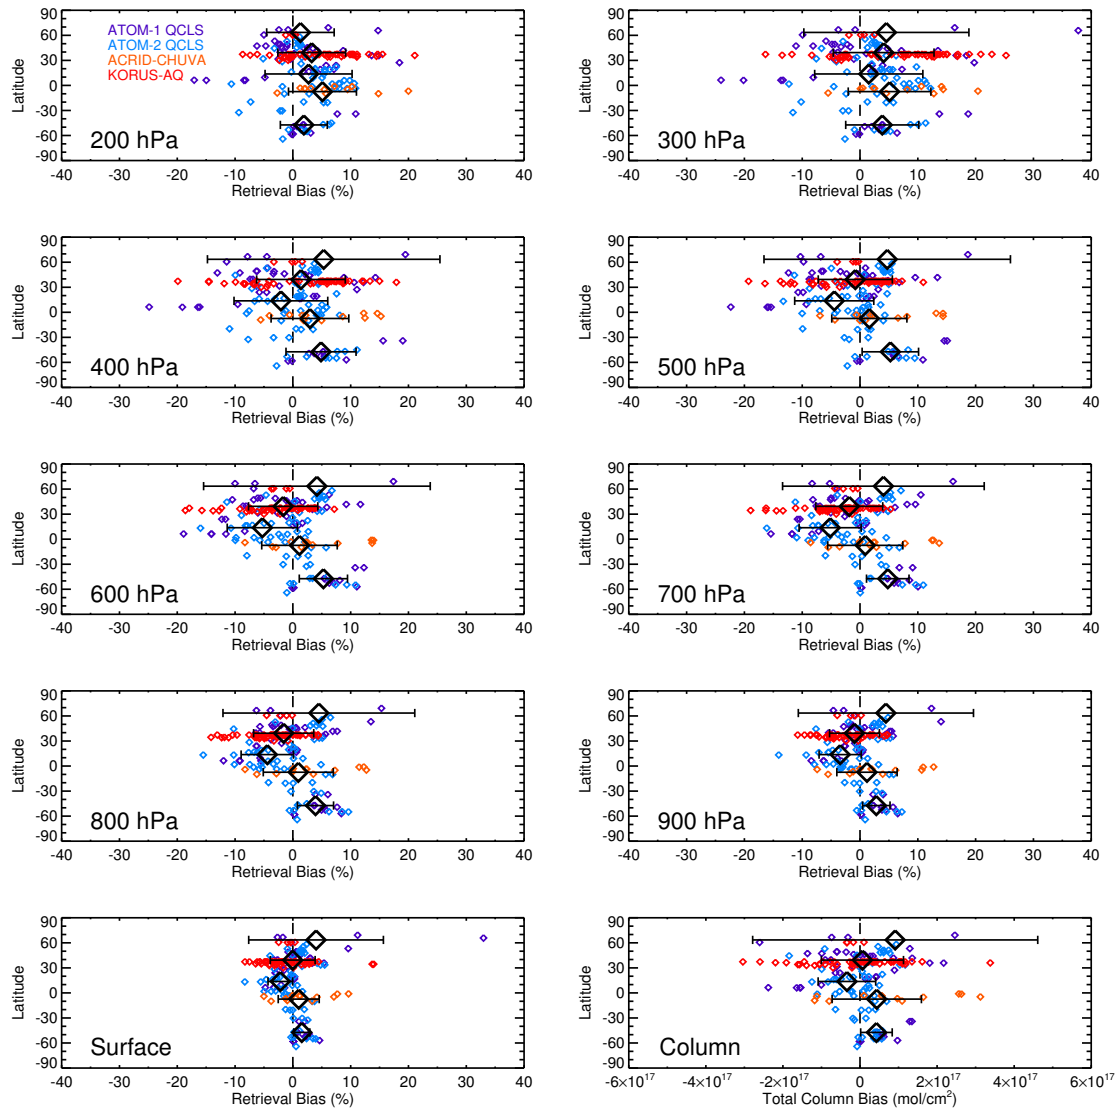 ATOM-1 QCLS
ATOM-2 QCLS
ACRID-CHUVA
KORUS-AQ
90
60
30
0
-30
-60
-90
Latitude
200 hPa
-40 -30 -20 -10 0 10 20 30 40
Retrieval Bias (%)
90
60
30
0
-30
-60
-90
Latitude
300 hPa
-40 -30 -20 -10 0 10 20 30 40
Retrieval Bias (%)
90
60
30
0
-30
-60
-90
Latitude
400 hPa
-40 -30 -20 -10 0 10 20 30 40
Retrieval Bias (%)
90
60
30
0
-30
-60
-90
Latitude
500 hPa
-40 -30 -20 -10 0 10 20 30 40
Retrieval Bias (%)
90
60
30
0
-30
-60
-90
Latitude
600 hPa
-40 -30 -20 -10 0 10 20 30 40
Retrieval Bias (%)
90
60
30
0
-30
-60
-90
Latitude
700 hPa
-40 -30 -20 -10 0 10 20 30 40
Retrieval Bias (%)
90
60
30
0
-30
-60
-90
Latitude
800 hPa
-40 -30 -20 -10 0 10 20 30 40
Retrieval Bias (%)
90
60
30
0
-30
-60
-90
Latitude
900 hPa
-40 -30 -20 -10 0 10 20 30 40
Retrieval Bias (%)
90
60
30
0
-30
-60
-90
Latitude
Surface
-40 -30 -20 -10 0 10 20 30 40
Retrieval Bias (%)
90
60
30
0
-30
-60
-90
Latitude
Column
-6×10¹⁷ -2×10¹⁷ 0 2×10¹⁷ 4×10¹⁷ 6×10¹⁷
Total Column Bias (mol/cm²)